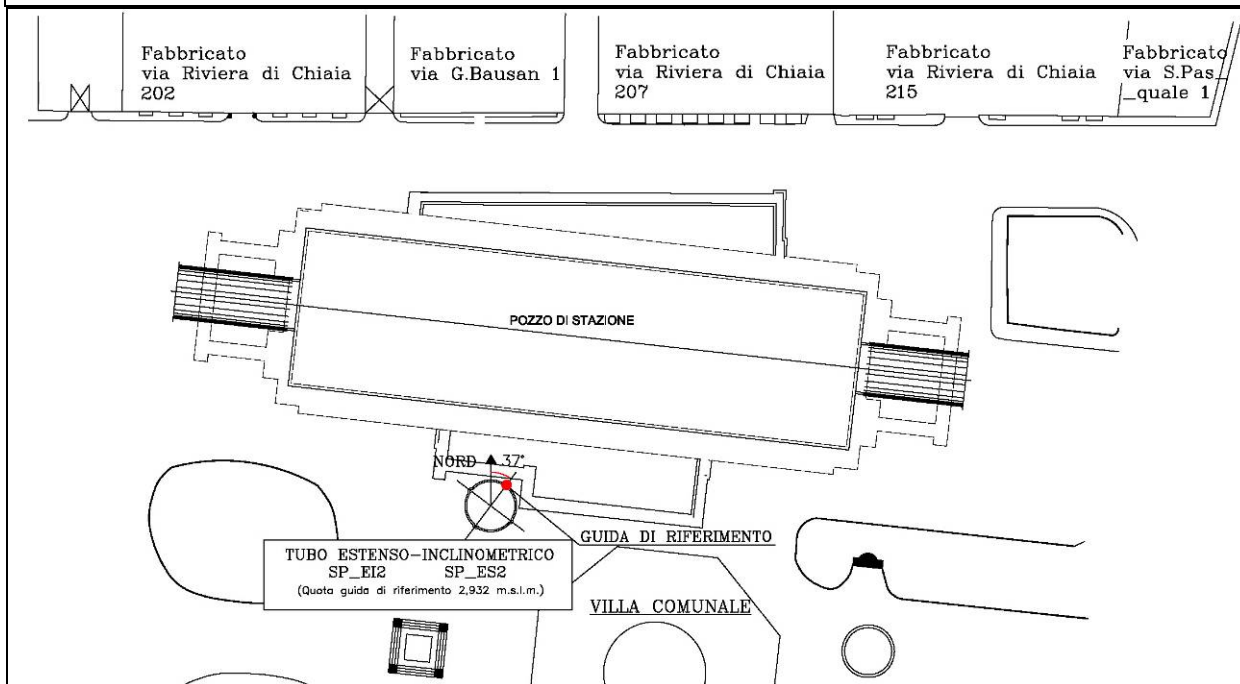 Fabbricato
via Riviera di Chiaia
202
Fabbricato
via G.Bausan 1
Fabbricato
via Riviera di Chiaia
207
Fabbricato
via Riviera di Chiaia
215
Fabbricato
via S.Pas_
_quale 1
POZZO DI STAZIONE
NORD
37°
GUIDA DI RIFERIMENTO
TUBO ESTENSO-INCLINOMETRICO
SP_EI2 SP_ES2
(Quota guida di riferimento 2,932 m.s.l.m.)
VILLA COMUNALE